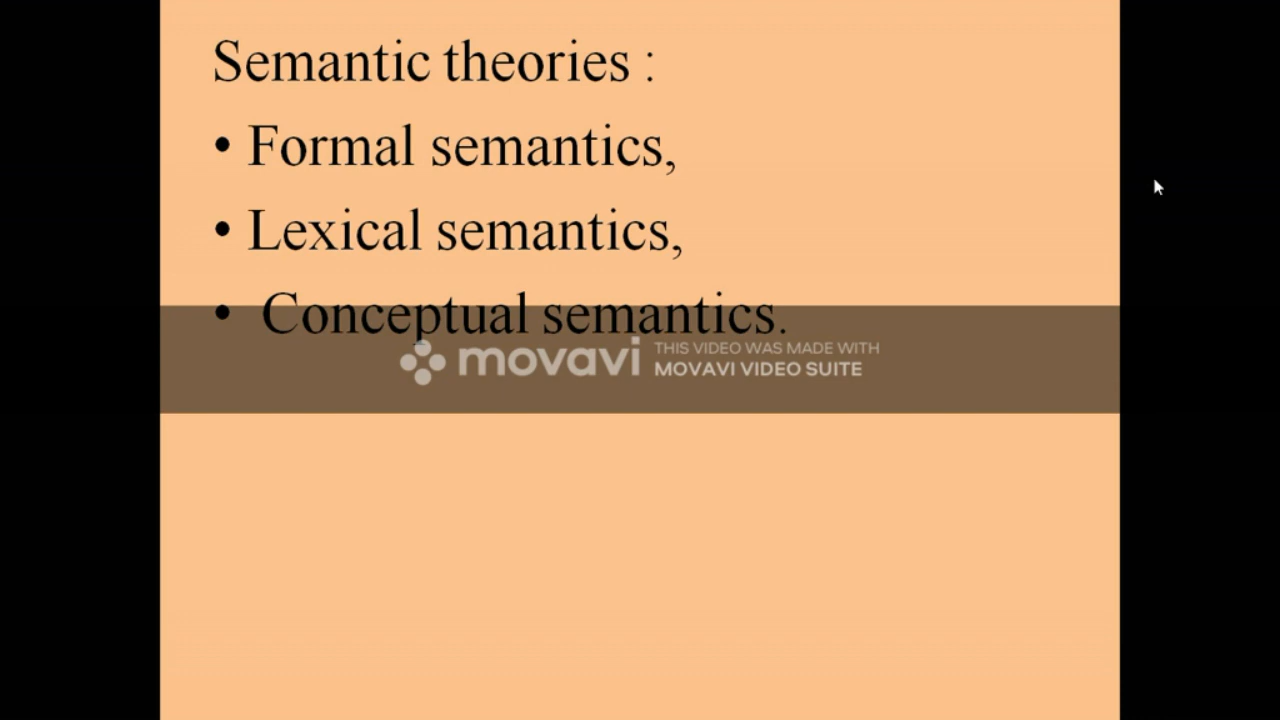 Semantic theories :
• Formal semantics,
• Lexical semantics,
• Conceptual semantics.
movavi
THIS VIDEO WAS MADE WITH
MOVAVI VIDEO SUITE